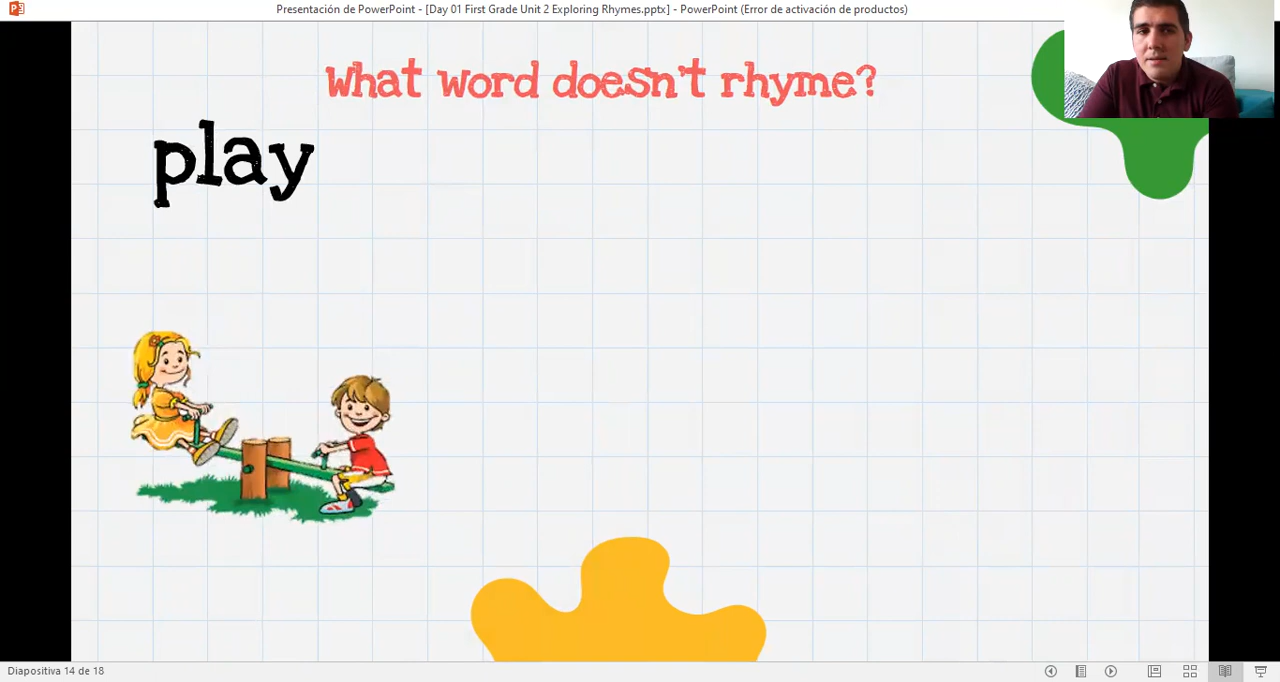 Presentación de PowerPoint - [Day 01 First Grade Unit 2 Exploring Rhymes.pptx] - PowerPoint (Error de activación de productos)
What word doesn't rhyme?
play
Diapositiva 14 de 18